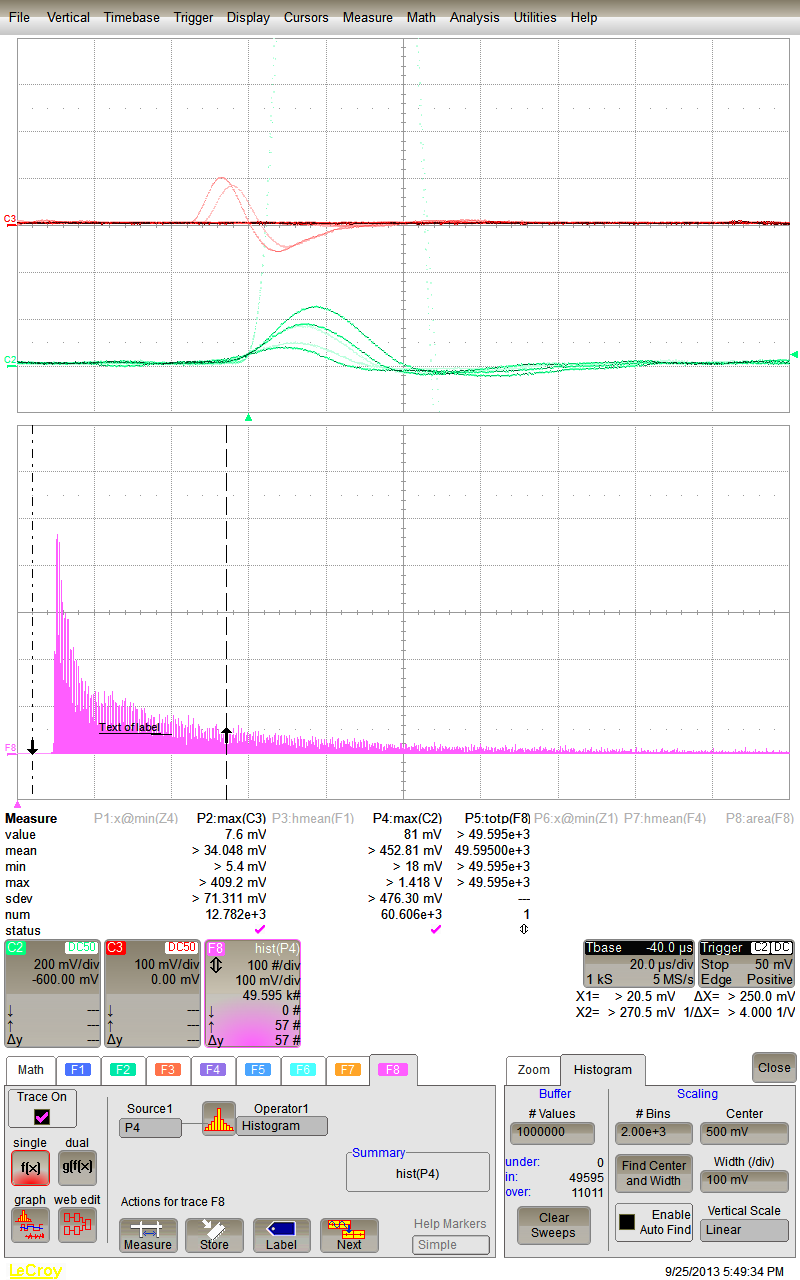 File Vertical Timebase Trigger Display Cursors Measure Math Analysis Utilities Help
C3
C2
Text of label
F8
Measure P1:x@min(Z4) P2:max(C3) P3:hmean(F1) P4:max(C2) P5:totp(F8) P6:x@min(Z1) P7:hmean(F4) P8:area(F8)
value 7.6 mV 81 mV > 49.595e+3
mean > 34.048 mV > 452.81 mV 49.59500e+3
min > 5.4 mV > 18 mV > 49.595e+3
max > 409.2 mV > 1.418 V > 49.595e+3
sdev > 71.311 mV > 476.30 mV ---
num 12.782e+3 60.606e+3 1
status
C2 DC50 C3 DC50 F8 hist(P4) Tbase -40.0 µs Trigger C2 DC
200 mV/div 100 mV/div 100 #/div 20.0 µs/div Stop 50 mV
-600.00 mV 0.00 mV 100 mV/div 1 kS 5 MS/s Edge Positive
49.595 k#
↓ --- ↓ --- ↓ 0 # X1= > 20.5 mV ΔX= > 250.0 mV
↑ --- ↑ --- ↑ 57 # X2= > 270.5 mV 1/ΔX= > 4.000 1/V
Δy --- Δy --- Δy 57 #
Math F1 F2 F3 F4 F5 F6 F7 F8 Zoom Histogram Close
Trace On Buffer Scaling
Source1 Operator1 # Values # Bins Center
P4 Histogram 1000000 2.00e+3 500 mV
single dual
f(x) g(f(x)) Summary under: 0 Find Center and Width Width (/div)
hist(P4) in: 49595 100 mV
over: 11011
graph web edit Actions for trace F8 Clear Sweeps Enable Auto Find Vertical Scale
Measure Store Label Next Help Markers Linear
Simple
LeCroy 9/25/2013 5:49:34 PM